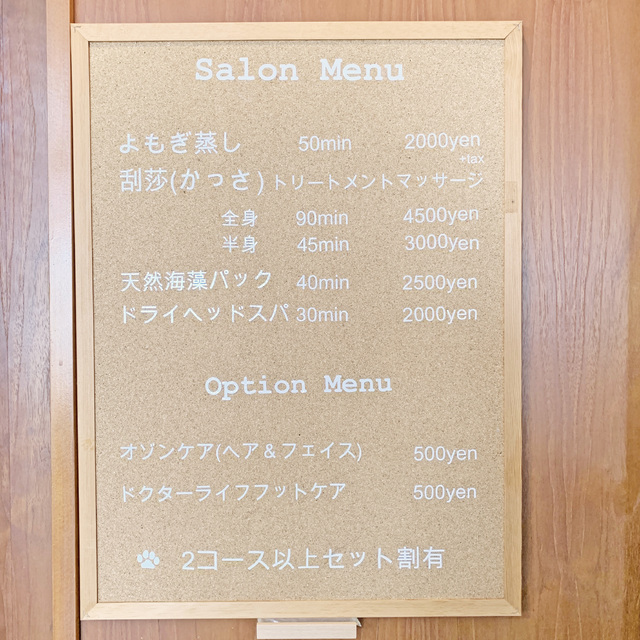 Salon Menu
よもぎ蒸し 50min 2000yen
+tax
刮莎(かっさ)トリートメントマッサージ
全身 90min 4500yen
半身 45min 3000yen
天然海藻パック 40min 2500yen
ドライヘッドスパ 30min 2000yen
Option Menu
オゾンケア(ヘア&フェイス) 500yen
ドクターライフフットケア 500yen
2コース以上セット割有